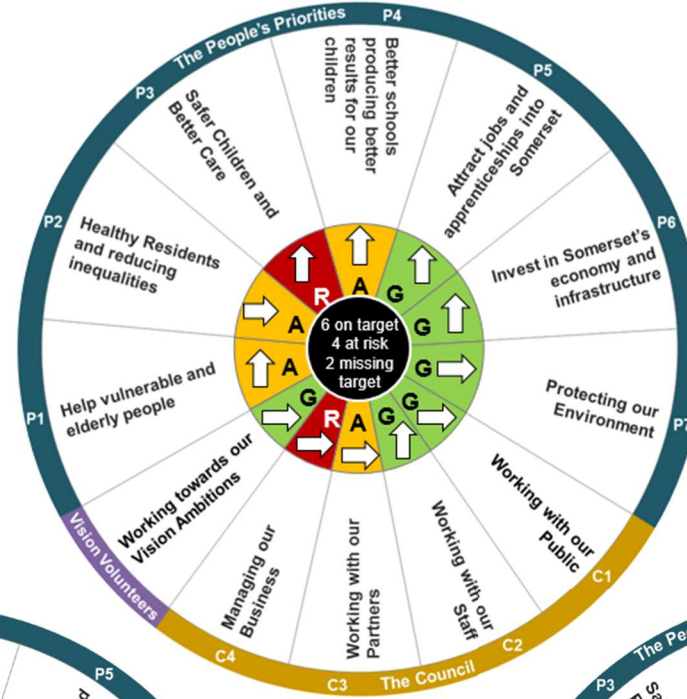 The People's Priorities
P1
P2
P3
P4
P5
P6
P7
C1
C2
C3
The Council
C4
Vision Volunteers
Help vulnerable and
elderly people
Healthy Residents
and reducing
inequalities
Safer Children and
Better Care
Better schools
producing better
results for our
children
Attract jobs and
apprenticeships into
Somerset
Invest in Somerset's
economy and
infrastructure
Protecting our
Environment
Working with our
Public
Working with our
Staff
Working with our
Partners
Managing our
Business
Working towards our
Vision Ambitions
A
A
R
A
G
G
G
G
G
A
R
G
6 on target
4 at risk
2 missing
target
P5
P3
The Pe